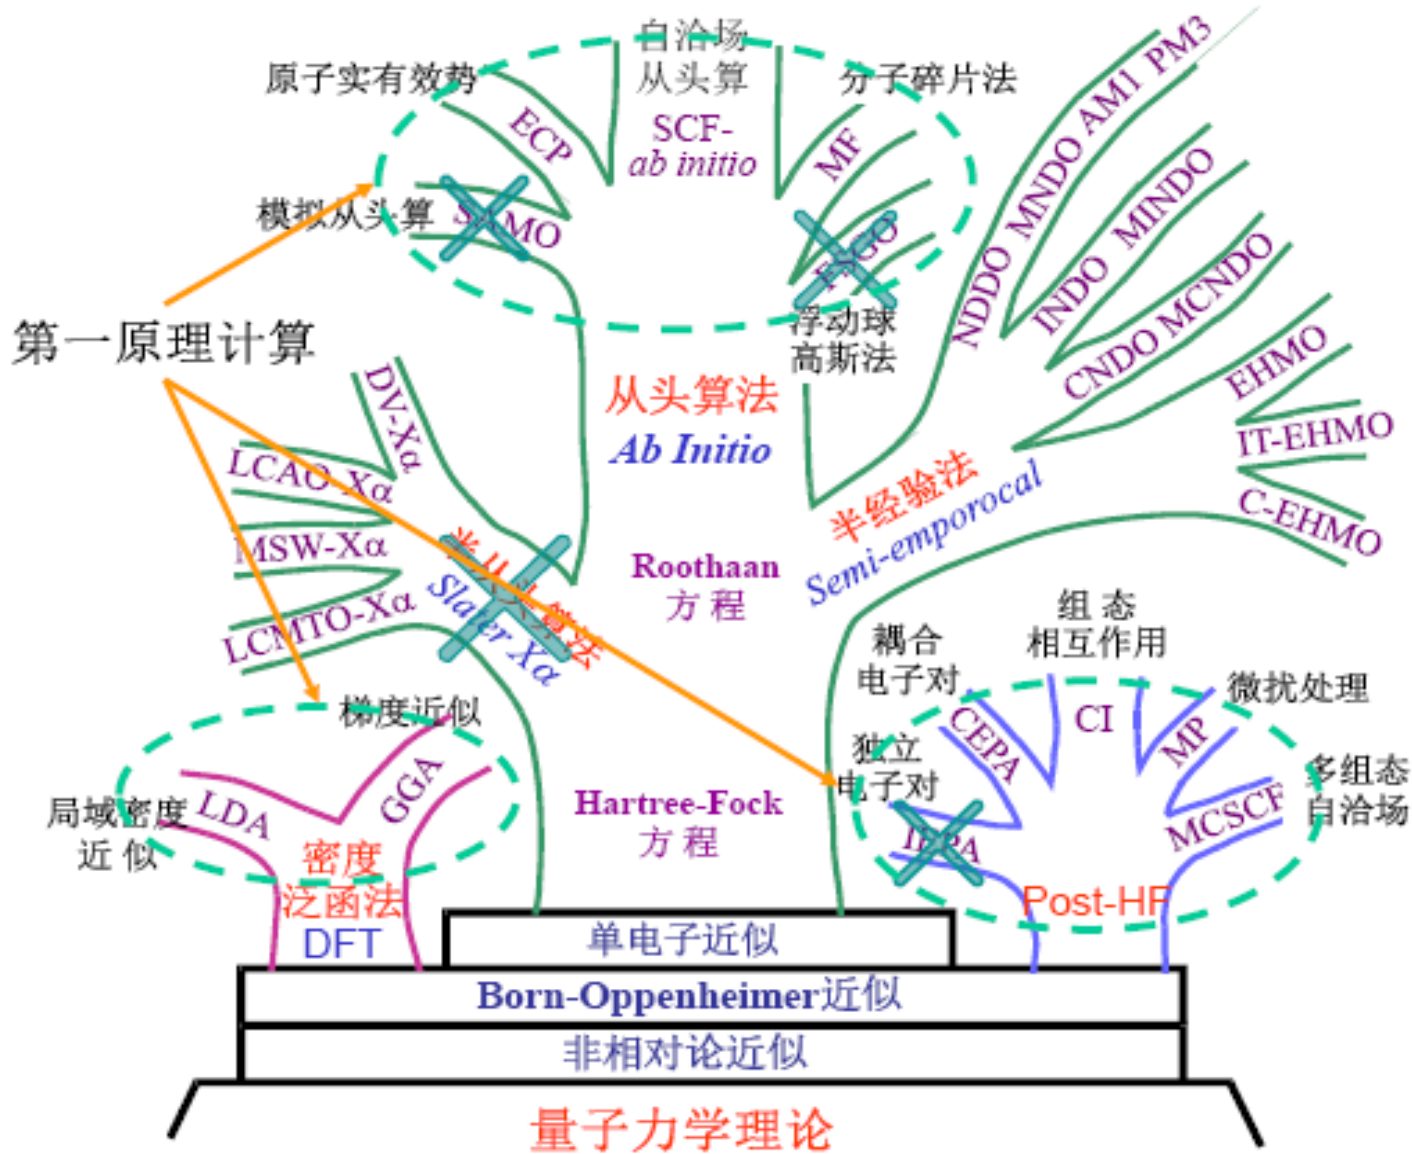 自洽场
从头算
SCF-
ab initio
原子实有效势
ECP
分子碎片法
MF
模拟从头算
浮动球
高斯法
NDDO MNDO AM1 PM3
INDO MINDO
CNDO MCNDO
EHMO
IT-EHMO
C-EHMO
第一原理计算
从头算法
Ab Initio
半经验法
Semi-emporocal
DV-Xα
LCAO-Xα
MSW-Xα
LCMTO-Xα
半从头算法
Slater Xα
Roothaan
方 程
Hartree-Fock
方 程
梯度近似
局域密度
近 似
LDA
GGA
密度
泛函法
DFT
组 态
相互作用
耦合
电子对
微扰处理
独立
电子对
多组态
自洽场
CEPA
CI
MP
MCSCF
Post-HF
单电子近似
Born-Oppenheimer近似
非相对论近似
量子力学理论